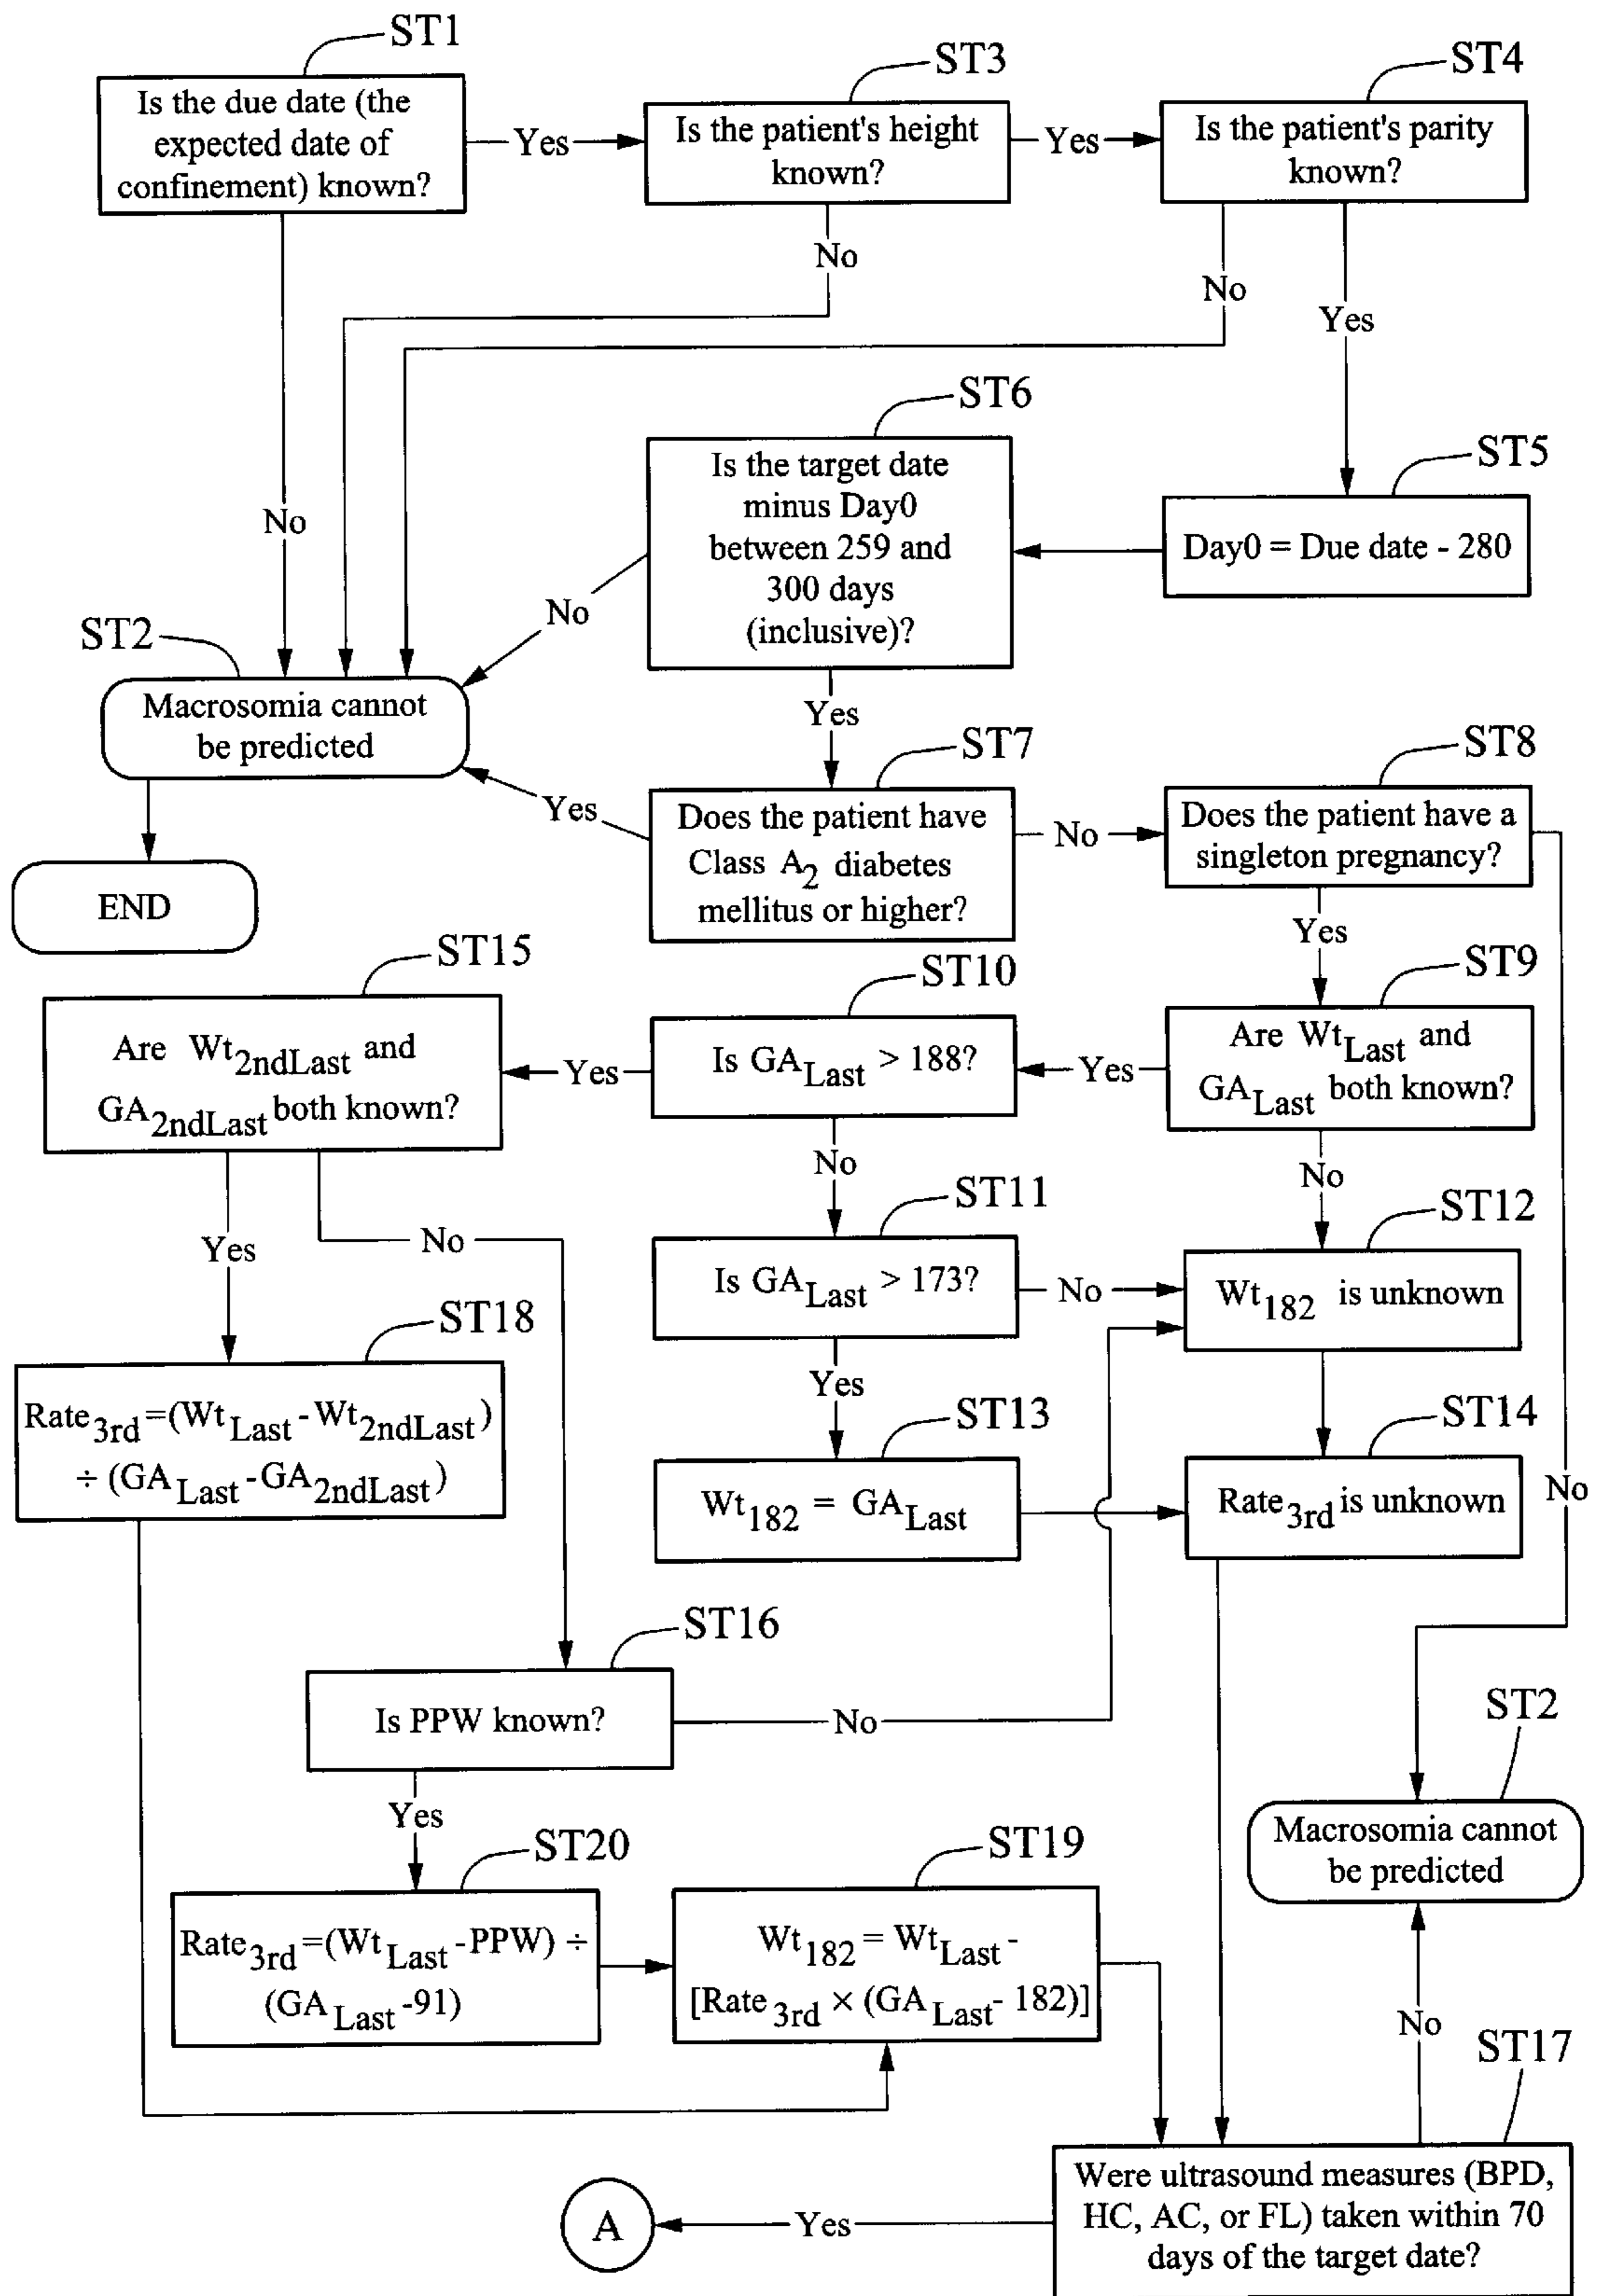 ST1
Is the due date (the
expected date of
confinement) known?
Yes
ST3
Is the patient's height
known?
Yes
ST4
Is the patient's parity
known?
No
No
Yes
No
ST6
Is the target date
minus Day0
between 259 and
300 days
(inclusive)?
ST5
Day0 = Due date - 280
No
ST2
Macrosomia cannot
be predicted
Yes
END
Yes
ST7
Does the patient have
Class A2 diabetes
mellitus or higher?
No
ST8
Does the patient have a
singleton pregnancy?
Yes
ST15
Are Wt2ndLast and
GA2ndLast both known?
Yes
ST10
Is GALast > 188?
Yes
ST9
Are WtLast and
GALast both known?
No
No
ST11
Is GALast > 173?
No
ST12
Wt182 is unknown
Yes
No
ST18
Rate3rd=(WtLast-Wt2ndLast)
÷ (GALast-GA2ndLast)
Yes
ST13
Wt182 = GALast
ST14
Rate3rd is unknown
No
ST16
Is PPW known?
No
ST2
Macrosomia cannot
be predicted
Yes
ST20
Rate3rd=(WtLast-PPW) ÷
(GALast-91)
ST19
Wt182 = WtLast-
[Rate3rd × (GALast- 182)]
No
ST17
Were ultrasound measures (BPD,
HC, AC, or FL) taken within 70
days of the target date?
Yes
A